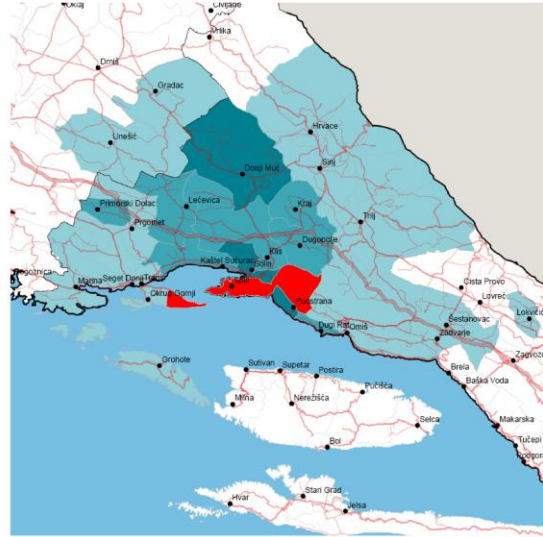 Oklaj
Civljane
Vrlika
Drniš
Gradac
Unešić
Hrvace
Sinj
Donji Muć
Primorski Dolac
Lećevica
Kraj
Trilj
Prgomet
Dugopolje
Klis
Kaštel Sućurac
Solin
Rogoznica
Marina
Seget Donji
Trogir
Split
Okrug Gornji
Podstrana
Dugi Rat
Omiš
Cista Provo
Lovreć
Šestanovac
Lokvičić
Zadvarje
Zagvozd
Grohote
Sutivan
Supetar
Postira
Pučišća
Brela
Baška Voda
Milna
Nerežišća
Selca
Makarska
Tučepi
Podgora
Bol
Hvar
Stari Grad
Jelsa